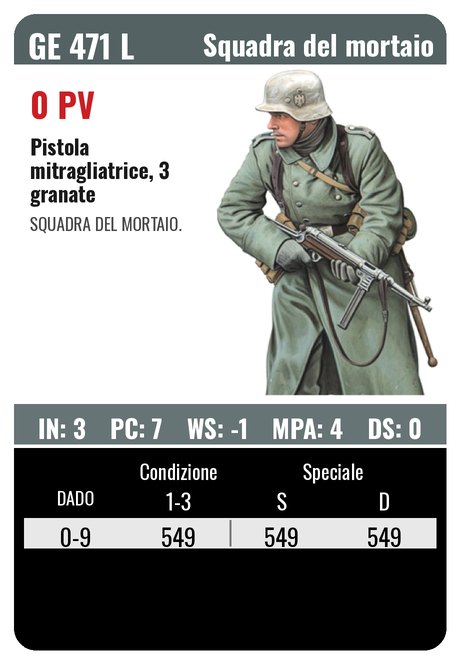 GE 471 L Squadra del mortaio
0 PV
Pistola
mitragliatrice, 3
granate
SQUADRA DEL MORTAIO.
IN: 3 PC: 7 WS: -1 MPA: 4 DS: 0
Condizione Speciale
DADO 1-3 S D
0-9 549 549 549